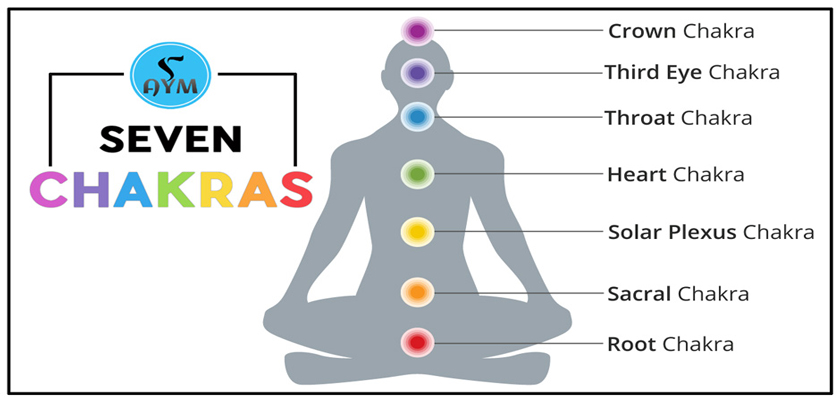 AYM
SEVEN
CHAKRAS
Crown Chakra
Third Eye Chakra
Throat Chakra
Heart Chakra
Solar Plexus Chakra
Sacral Chakra
Root Chakra